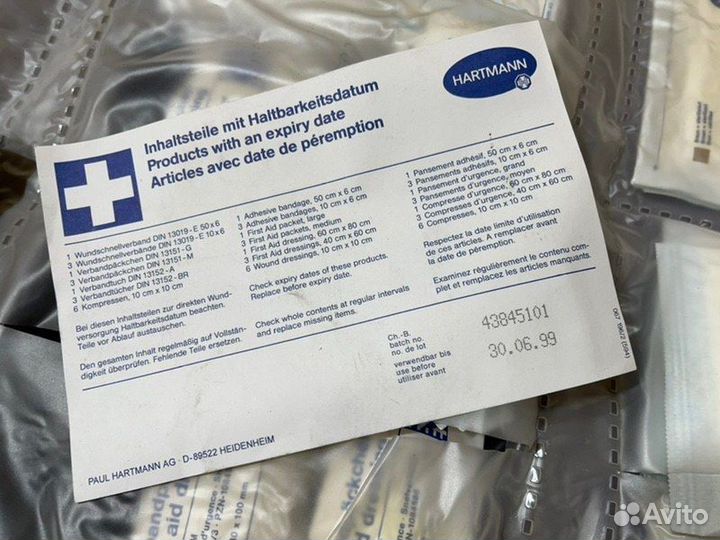 HARTMANN
Inhaltsteile mit Haltbarkeitsdatum
Products with an expiry date
Articles avec date de péremption
1 Wundschnellverband DIN 13019 - E 50 x 6
3 Wundschnellverbände DIN 13019 - E 10 x 6
1 Verbandpäckchen DIN 13151 - G
3 Verbandpäckchen DIN 13151 - M
1 Verbandtuch DIN 13152 - A
3 Verbandtücher DIN 13152 - BR
6 Kompressen, 10 cm x 10 cm
Bei diesen Inhaltsteilen zur direkten Wund-
versorgung Haltbarkeitsdatum beachten.
Teile vor Ablauf austauschen.
Den gesamten Inhalt regelmäßig auf Vollstän-
digkeit überprüfen. Fehlende Teile ersetzen.
1 Adhesive bandage, 50 cm x 6 cm
3 Adhesive bandages, 10 cm x 6 cm
1 First Aid packet, large
3 First Aid packets, medium
1 First Aid dressing, 60 cm x 80 cm
3 First Aid dressings, 40 cm x 60 cm
6 Wound dressings, 10 cm x 10 cm
Check expiry dates of these products.
Replace before expiry date.
Check whole contents at regular intervals
and replace missing items.
1 Pansement adhésif, 50 cm x 6 cm
3 Pansements adhésifs, 10 cm x 6 cm
1 Pansement d'urgence, grand
3 Pansements d'urgence, moyen
1 Compresse d'urgence, 60 cm x 80 cm
3 Compresses d'urgence, 40 cm x 60 cm
6 Compresses, 10 cm x 10 cm
Respectez la date limite d'utilisation
de ces articles. A remplacer avant
la date de péremption.
Examinez régulièrement le contenu com-
plet et remplacez les articles manquants.
Ch.-B.
batch no.
no. de lot
43845101
verwendbar bis
use before
utiliser avant
30.06.99
PAUL HARTMANN AG · D-89522 HEIDENHEIM
aid dre
Avito